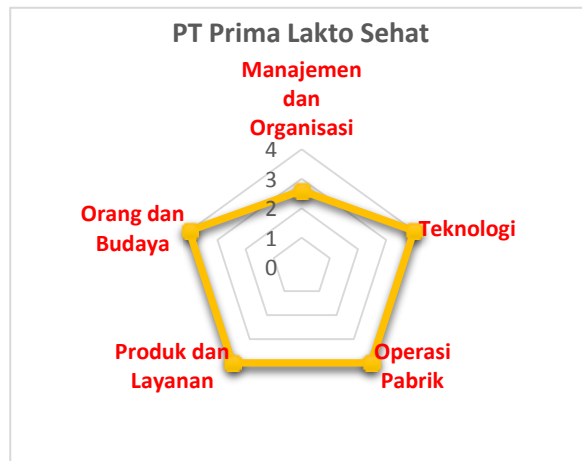 PT Prima Lakto Sehat
Manajemen
dan
Organisasi
4
3
2
1
0
Teknologi
Operasi
Pabrik
Produk dan
Layanan
Orang dan
Budaya